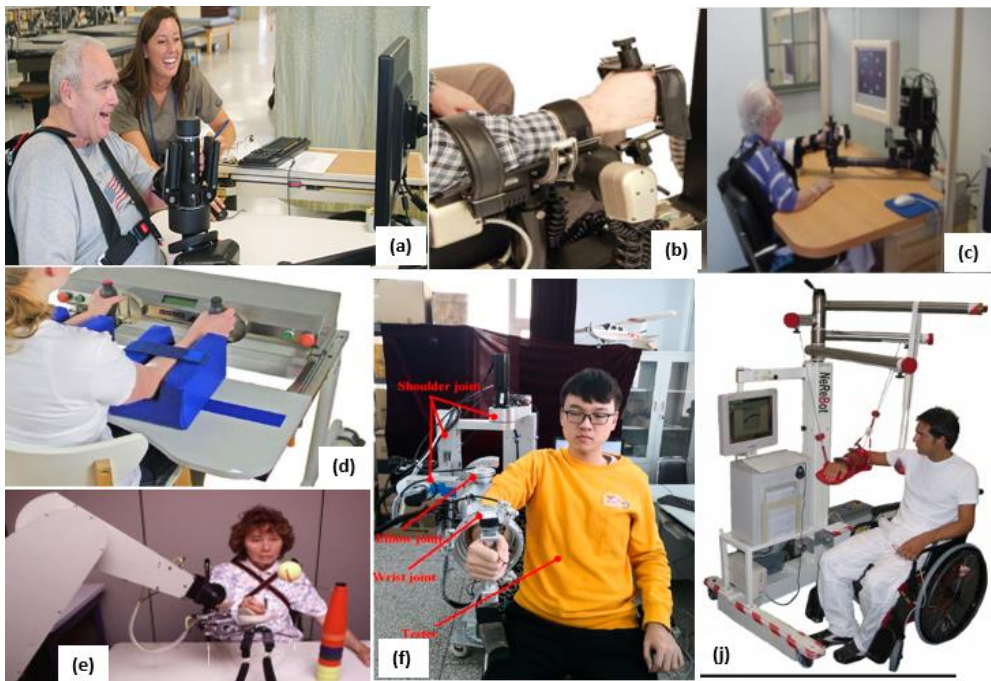 (a)
(b)
(c)
(d)
(e)
Shoulder joint
Elbow joint
Wrist joint
Tester
(f)
NeReBot
(j)